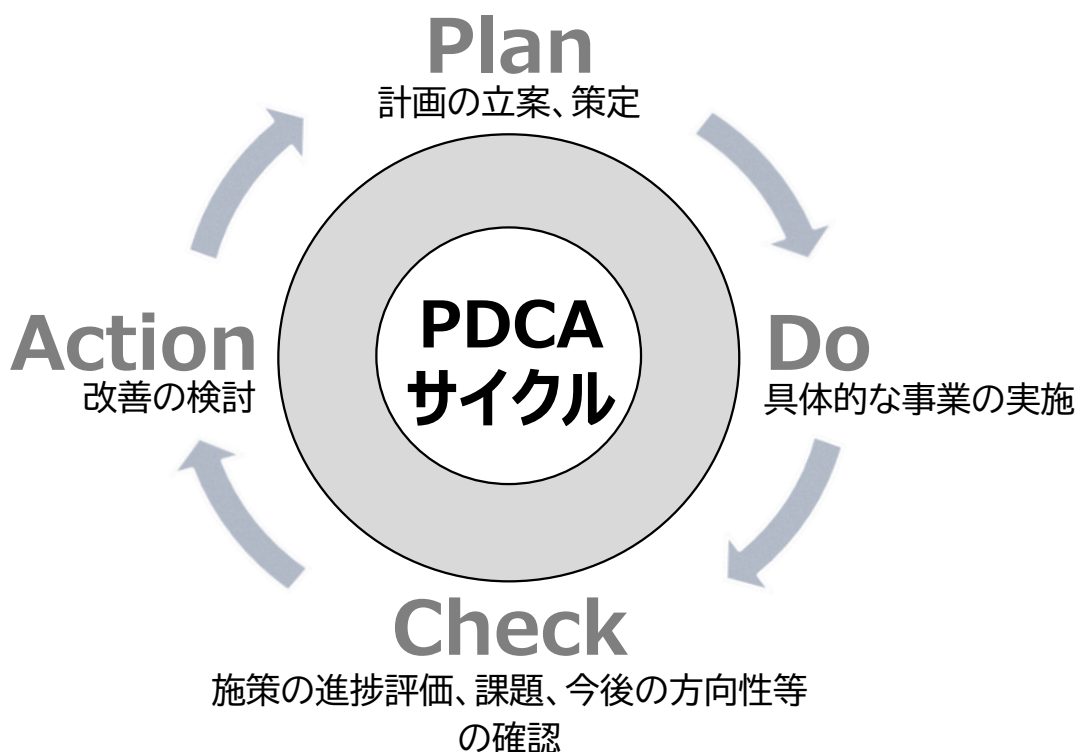 Plan
計画の立案、策定
Do
具体的な事業の実施
Check
施策の進捗評価、課題、今後の方向性等
の確認
Action
改善の検討
PDCA
サイクル